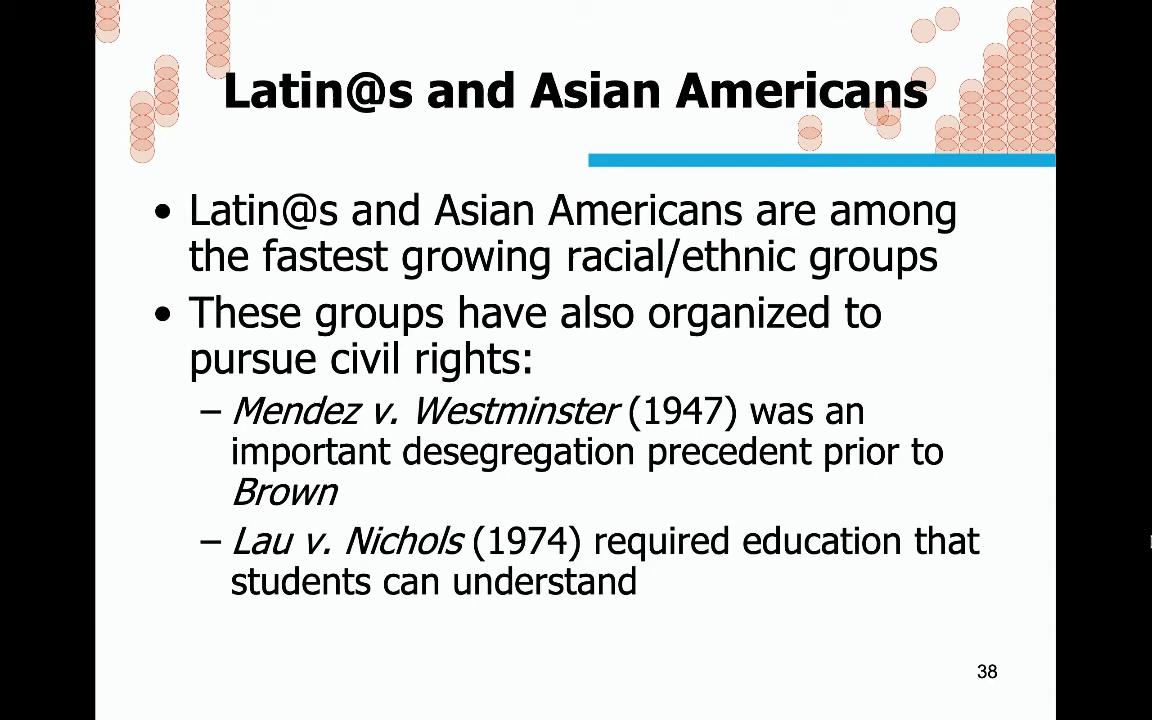 Latin@s and Asian Americans
• Latin@s and Asian Americans are among
the fastest growing racial/ethnic groups
• These groups have also organized to
pursue civil rights:
– Mendez v. Westminster (1947) was an
important desegregation precedent prior to
Brown
– Lau v. Nichols (1974) required education that
students can understand
38